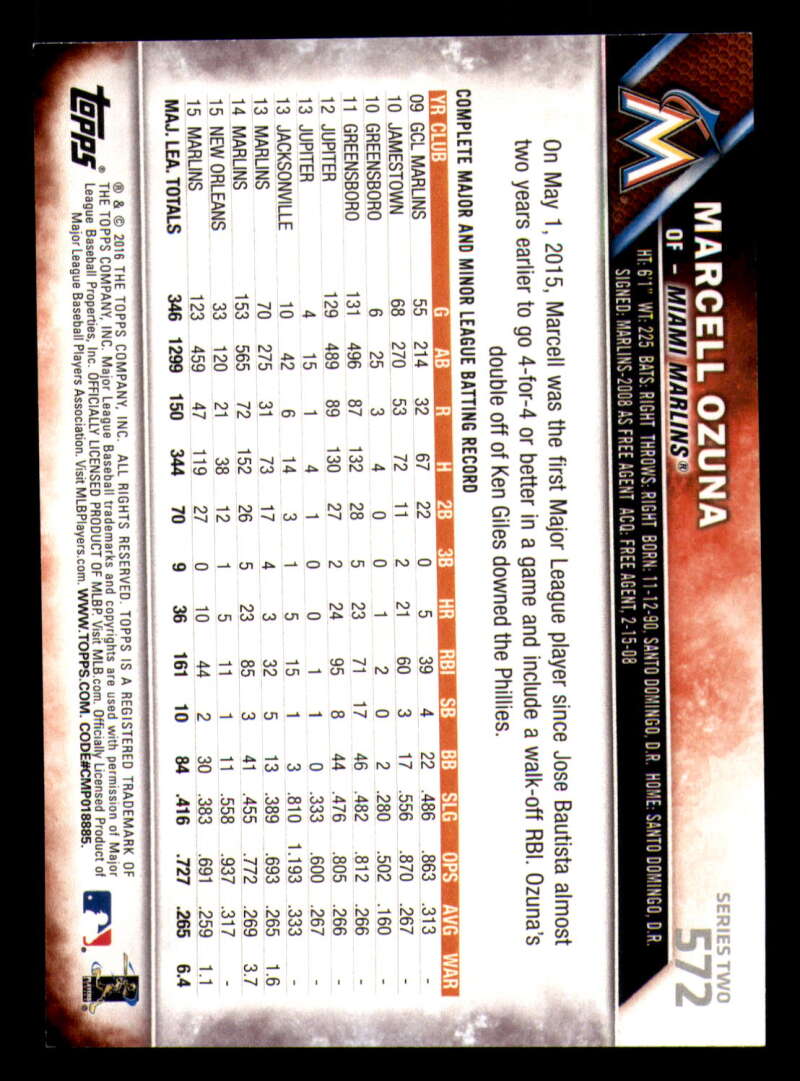 SERIES TWO
572
MARCELL OZUNA
OF – MIAMI MARLINS®
HT: 6'1" WT: 225 BATS: RIGHT THROWS: RIGHT BORN: 11-12-90, SANTO DOMINGO, D.R. HOME: SANTO DOMINGO, D.R.
SIGNED: MARLINS-2008 AS FREE AGENT ACQ: FREE AGENT, 2-15-08
On May 1, 2015, Marcell was the first Major League player since Jose Bautista almost
two years earlier to go 4-for-4 or better in a game and include a walk-off RBI. Ozuna's
double off of Ken Giles downed the Phillies.
COMPLETE MAJOR AND MINOR LEAGUE BATTING RECORD
YR CLUB G AB R H 2B 3B HR RBI SB BB SLG OPS AVG WAR
09 GCL MARLINS 55 214 32 67 22 0 5 39 4 22 .486 .863 .313 -
10 JAMESTOWN 68 270 53 72 11 2 21 60 3 17 .556 .870 .267 -
10 GREENSBORO 6 25 3 4 0 0 1 2 0 2 .280 .502 .160 -
11 GREENSBORO 131 496 87 132 28 5 23 71 17 46 .482 .812 .266 -
12 JUPITER 129 489 89 130 27 2 24 95 8 44 .476 .805 .266 -
13 JUPITER 4 15 1 4 1 0 0 1 1 0 .333 .600 .267 -
13 JACKSONVILLE 10 42 6 14 3 1 5 15 1 3 .810 1.193 .333 -
13 MARLINS 70 275 31 73 17 4 3 32 5 13 .389 .693 .265 1.6
14 MARLINS 153 565 72 152 26 5 23 85 3 41 .455 .772 .269 3.7
15 NEW ORLEANS 33 120 21 38 12 1 5 11 1 11 .558 .937 .317 -
15 MARLINS 123 459 47 119 27 0 10 44 2 30 .383 .691 .259 1.1
MAJ. LEA. TOTALS 346 1299 150 344 70 9 36 161 10 84 .416 .727 .265 6.4
topps®
® & © 2016 THE TOPPS COMPANY, INC. ALL RIGHTS RESERVED. TOPPS IS A REGISTERED TRADEMARK OF
THE TOPPS COMPANY, INC. Major League Baseball trademarks and copyrights are used with permission of Major
League Baseball Properties, Inc. OFFICIALLY LICENSED PRODUCT OF MLBP. Visit MLB.com. Officially Licensed Product of
Major League Baseball Players Association. Visit MLBPlayers.com. WWW.TOPPS.COM. CODE#CMP018885.